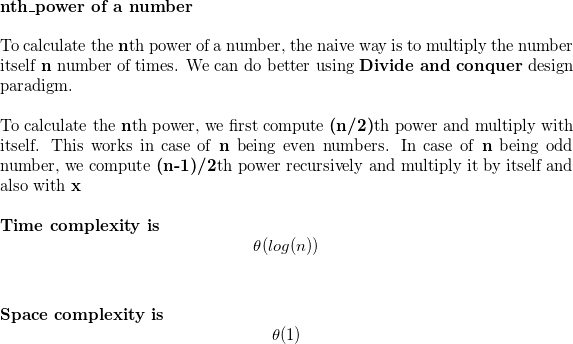 nth_power of a number
To calculate the nth power of a number, the naive way is to multiply the number
itself n number of times. We can do better using Divide and conquer design
paradigm.
To calculate the nth power, we first compute (n/2)th power and multiply with
itself. This works in case of n being even numbers. In case of n being odd
number, we compute (n-1)/2th power recursively and multiply it by itself and
also with x
Time complexity is
θ(log(n))
Space complexity is
θ(1)